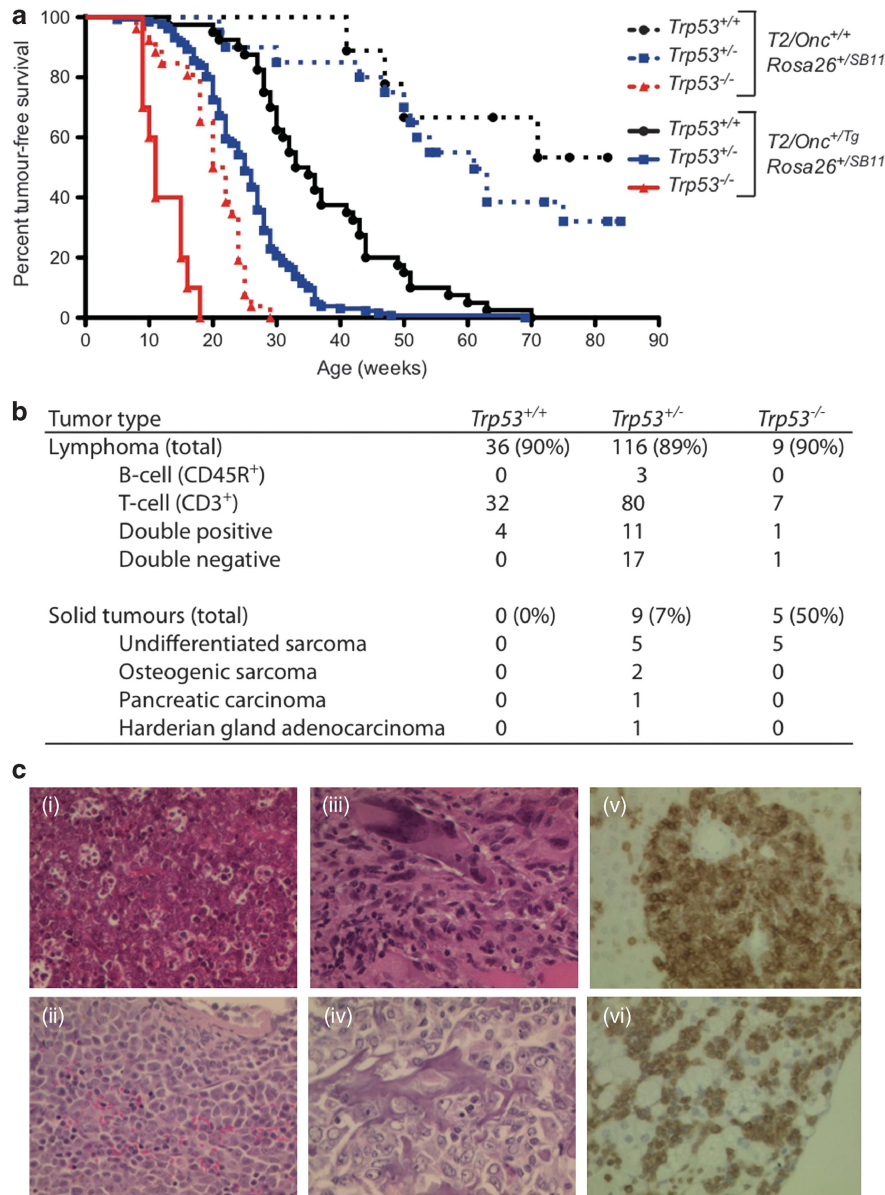 a
Percent tumour-free survival
100
80
60
40
20
0
0 10 20 30 40 50 60 70 80 90
Age (weeks)
Trp53+/+
Trp53+/-
Trp53-/-
T2/Onc+/+
Rosa26+/SB11
Trp53+/+
Trp53+/-
Trp53-/-
T2/Onc+/Tg
Rosa26+/SB11
b
Tumor type Trp53+/+ Trp53+/- Trp53-/-
Lymphoma (total) 36 (90%) 116 (89%) 9 (90%)
B-cell (CD45R+) 0 3 0
T-cell (CD3+) 32 80 7
Double positive 4 11 1
Double negative 0 17 1
Solid tumours (total) 0 (0%) 9 (7%) 5 (50%)
Undifferentiated sarcoma 0 5 5
Osteogenic sarcoma 0 2 0
Pancreatic carcinoma 0 1 0
Harderian gland adenocarcinoma 0 1 0
c
(i) (iii) (v)
(ii) (iv) (vi)